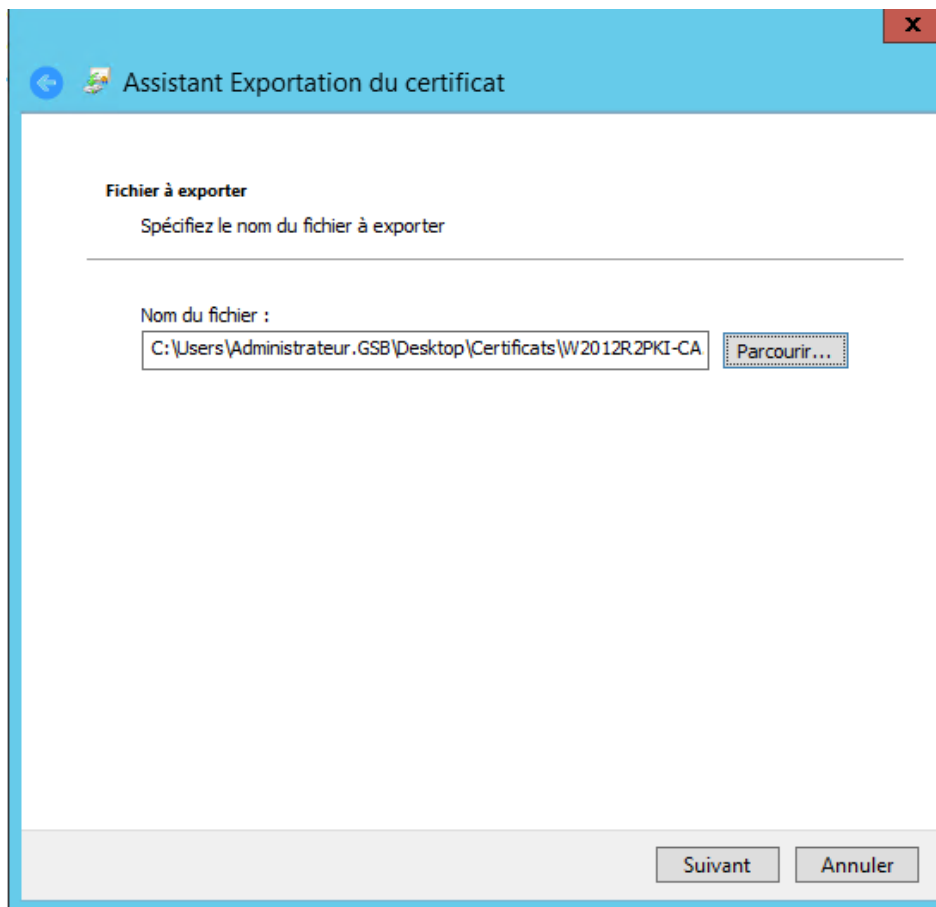 x
Assistant Exportation du certificat
Fichier à exporter
Spécifiez le nom du fichier à exporter
Nom du fichier :
C:\Users\Administrateur.GSB\Desktop\Certificats\W2012R2PKI-CA
Parcourir...
Suivant
Annuler